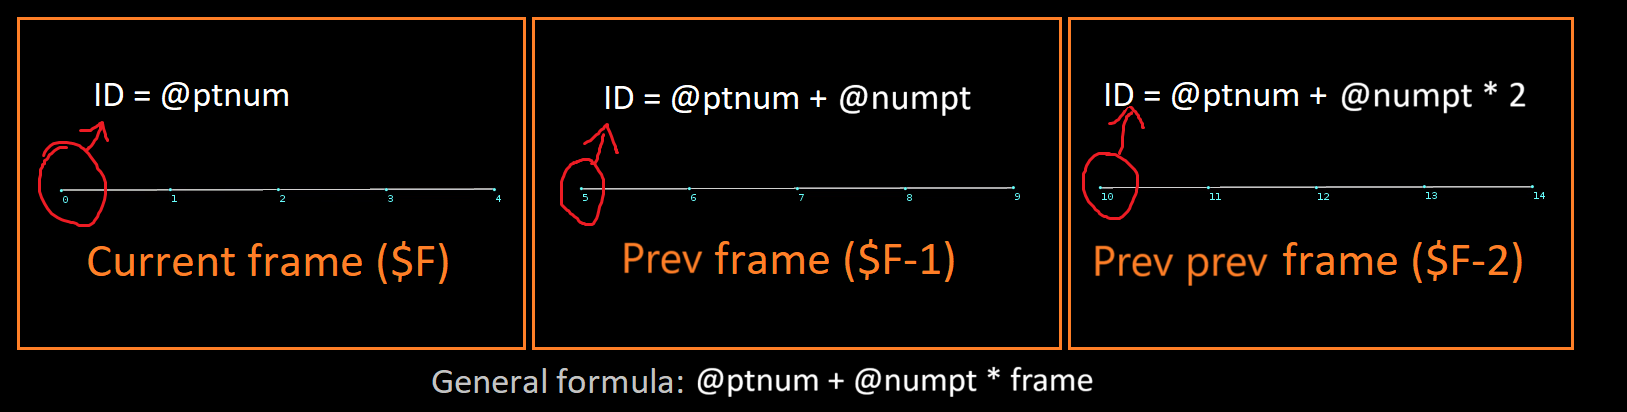 ID = @ptnum
0 1 2 3 4
Current frame ($F)
ID = @ptnum + @numpt
5 6 7 8 9
Prev frame ($F-1)
ID = @ptnum + @numpt * 2
10 11 12 13 14
Prev prev frame ($F-2)
General formula: @ptnum + @numpt * frame